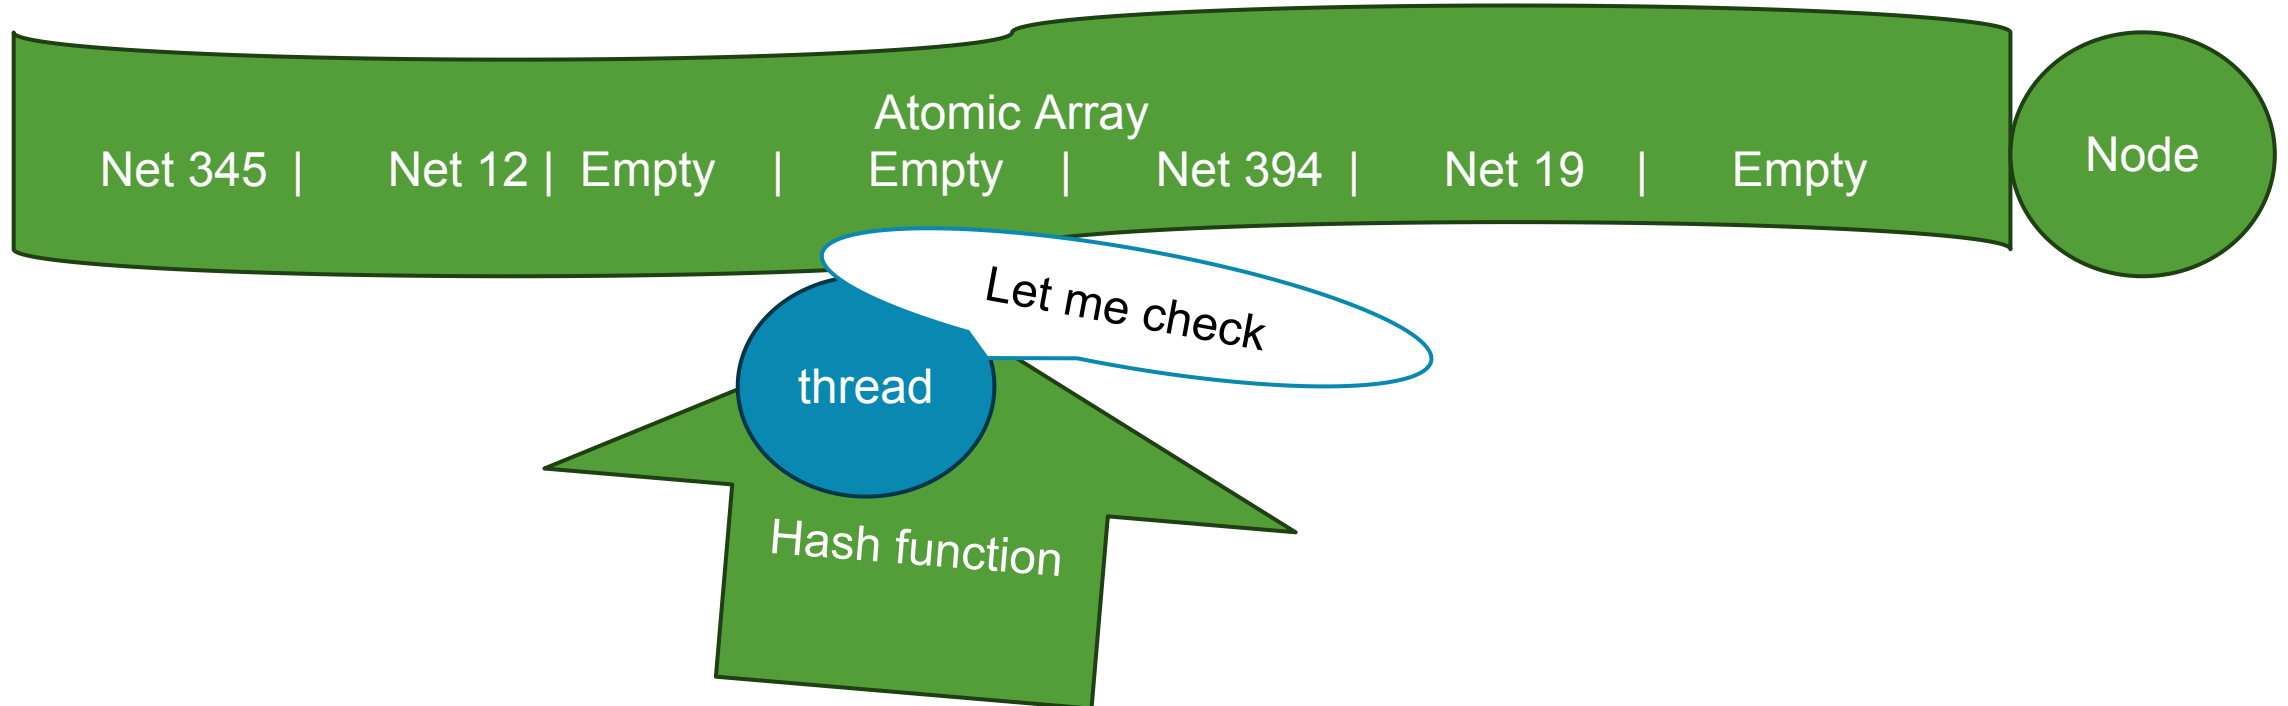 Atomic Array
Net 345 | Net 12 | Empty | Empty | Net 394 | Net 19 | Empty
Node
Let me check
thread
Hash function